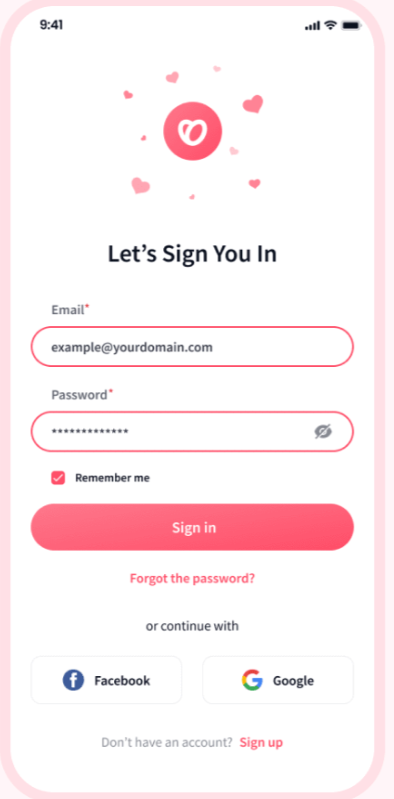 9:41
Let's Sign You In
Email*
example@yourdomain.com
Password*
*************
Remember me
Sign in
Forgot the password?
or continue with
Facebook Google
Don't have an account? Sign up